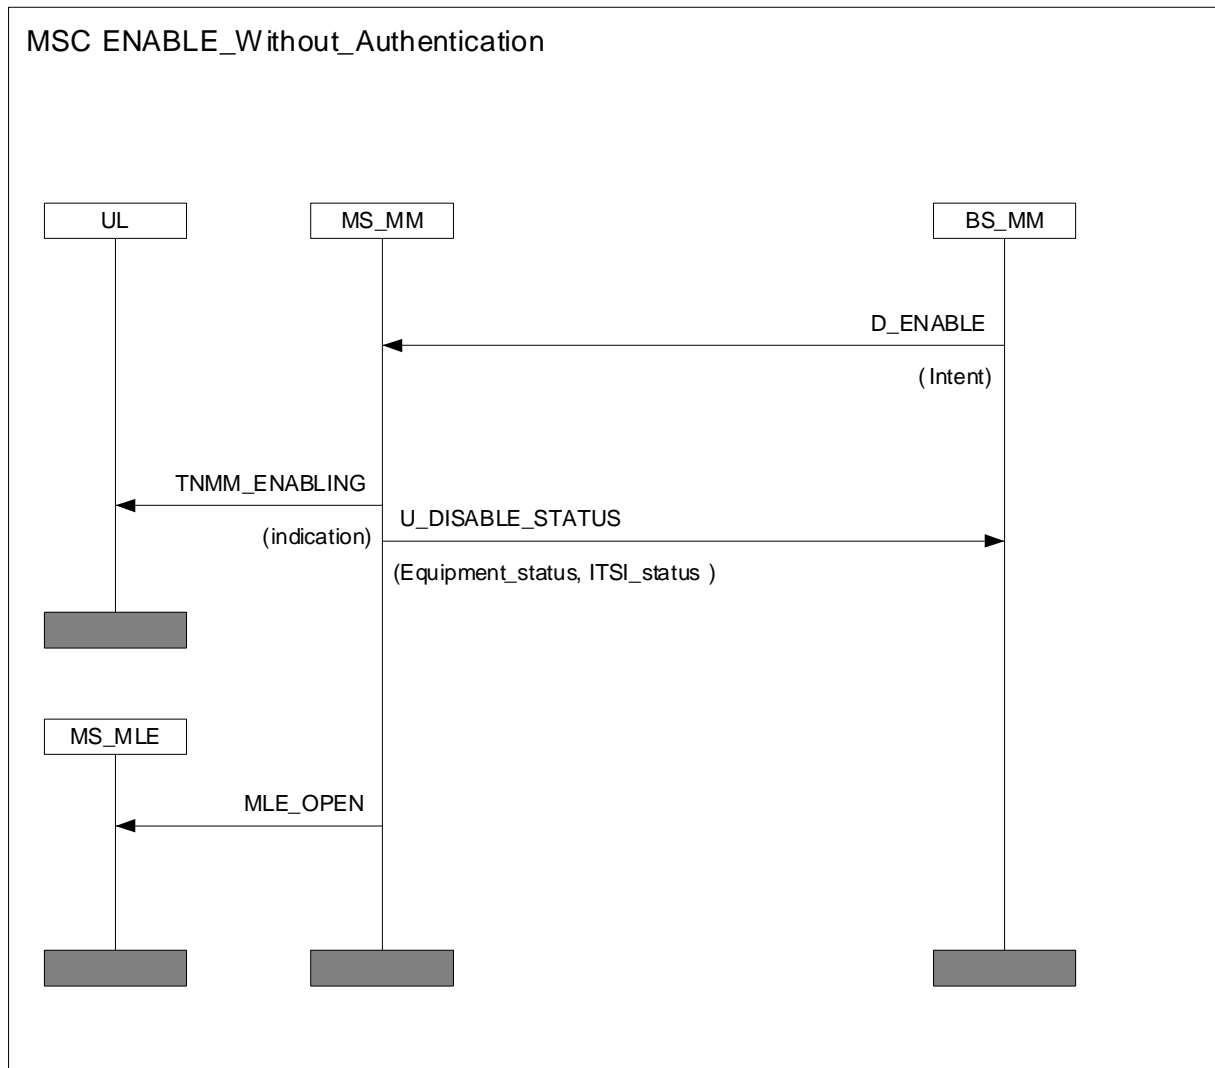 MSC ENABLE_Without_Authentication
UL
MS_MM
BS_MM
D_ENABLE
(Intent)
TNMM_ENABLING
(indication)
U_DISABLE_STATUS
(Equipment_status, ITSI_status )
MS_MLE
MLE_OPEN